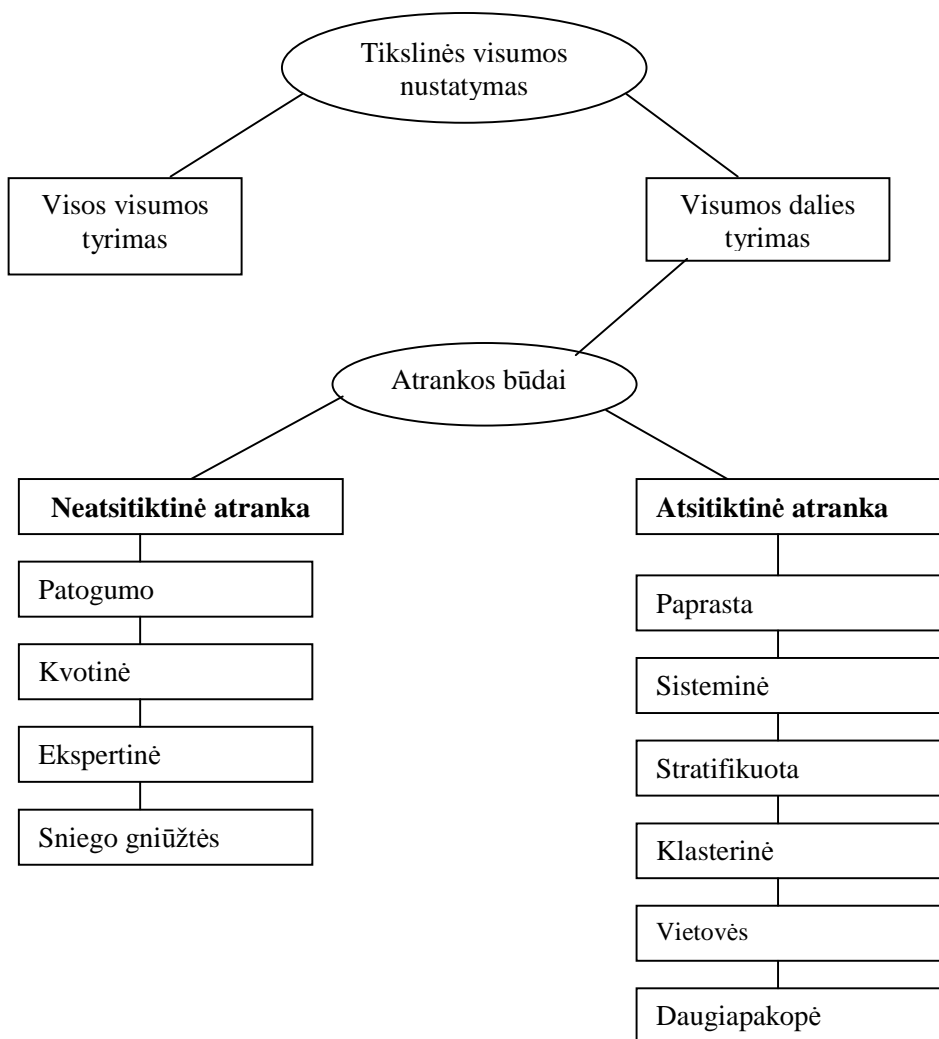 Tikslinės visumos
nustatymas
Visos visumos
tyrimas
Visumos dalies
tyrimas
Atrankos būdai
Neatsitiktinė atranka
Atsitiktinė atranka
Patogumo
Kvotinė
Ekspertinė
Sniego gniūžtės
Paprasta
Sisteminė
Stratifikuota
Klasterinė
Vietovės
Daugiapakopė